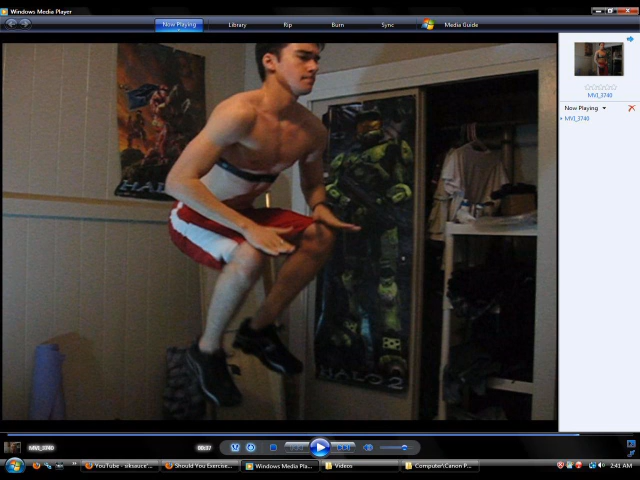 Windows Media Player
Now Playing
Library
Rip
Burn
Sync
Media Guide
MVI_3740
Now Playing
MVI_3740
HAL
HALO 2
MVI_3740
00:37
YouTube - siksauce'...
Should You Exercise...
Windows Media Pla...
Videos
Computer\Canon P...
2:41 AM